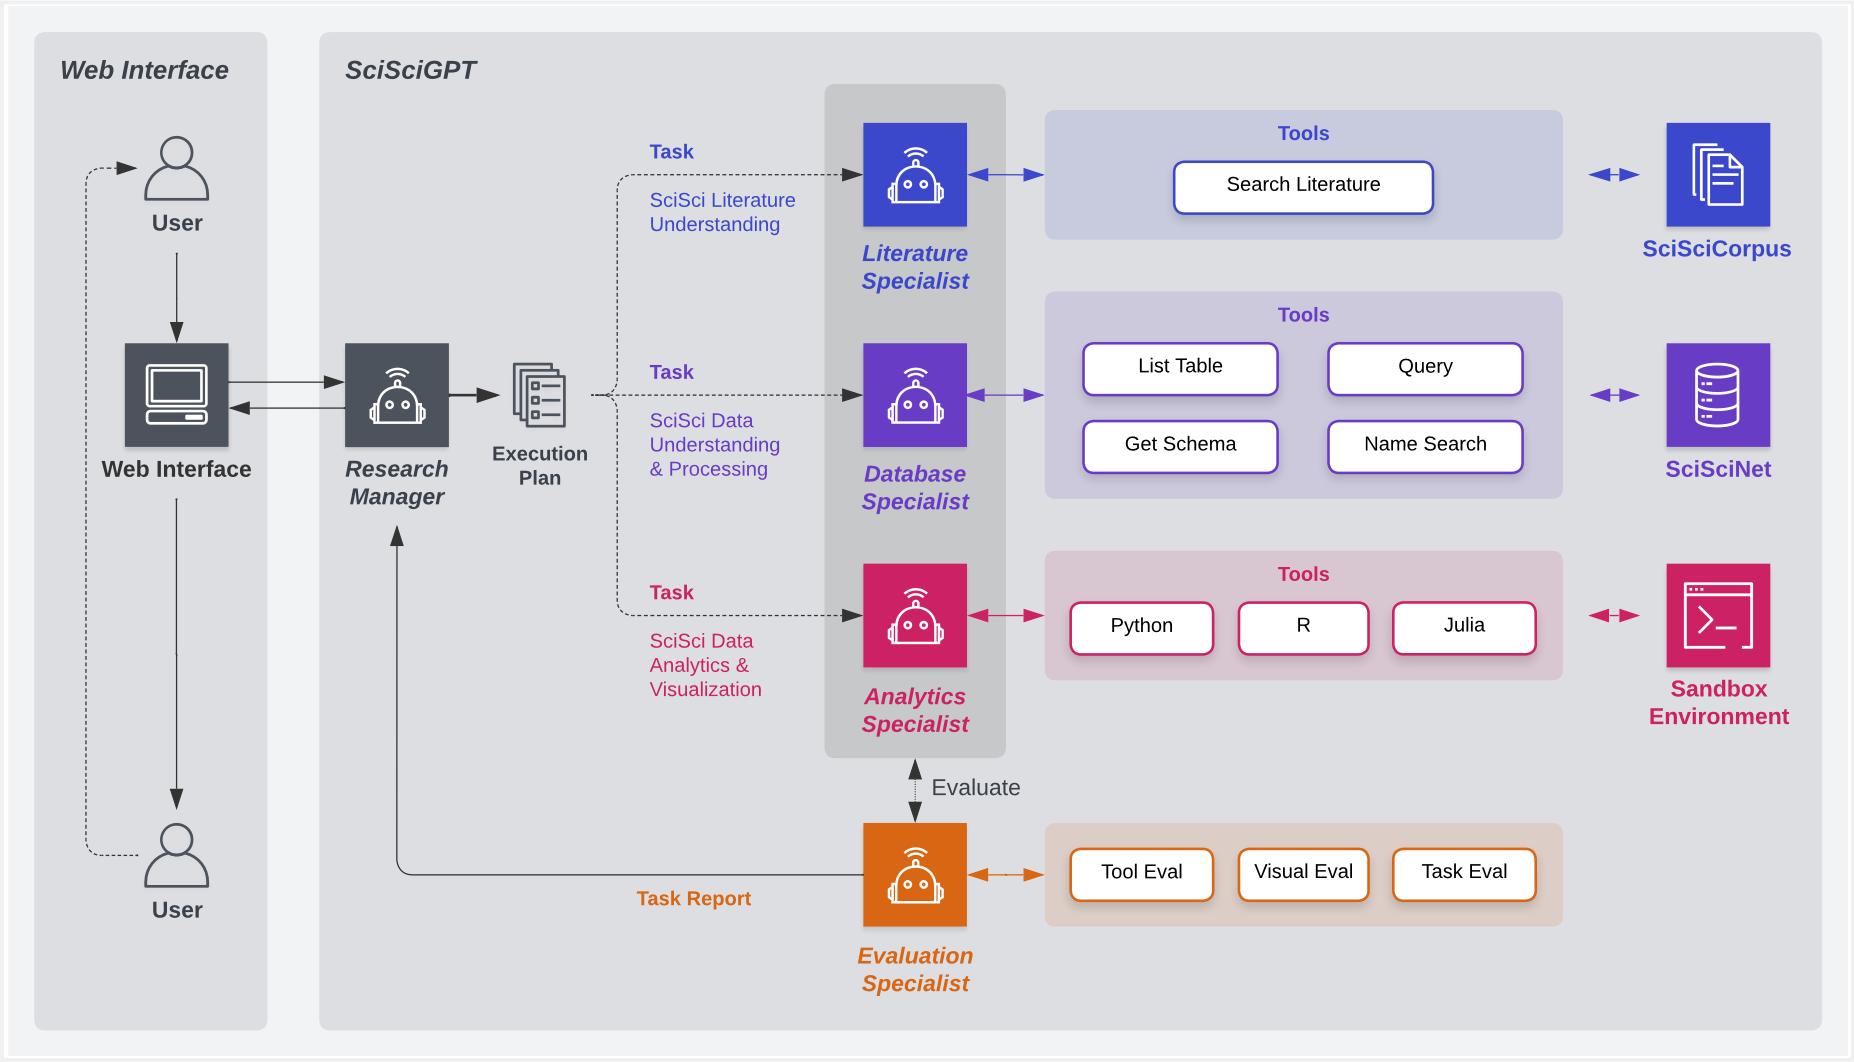 Web Interface
User
Web Interface
User
SciSciGPT
Research
Manager
Execution
Plan
Task
SciSci Literature
Understanding
Task
SciSci Data
Understanding
& Processing
Task
SciSci Data
Analytics &
Visualization
Literature
Specialist
Database
Specialist
Analytics
Specialist
Evaluate
Task Report
Evaluation
Specialist
Tools
Search Literature
SciSciCorpus
Tools
List Table
Query
Get Schema
Name Search
SciSciNet
Tools
Python
R
Julia
Sandbox
Environment
Tool Eval
Visual Eval
Task Eval